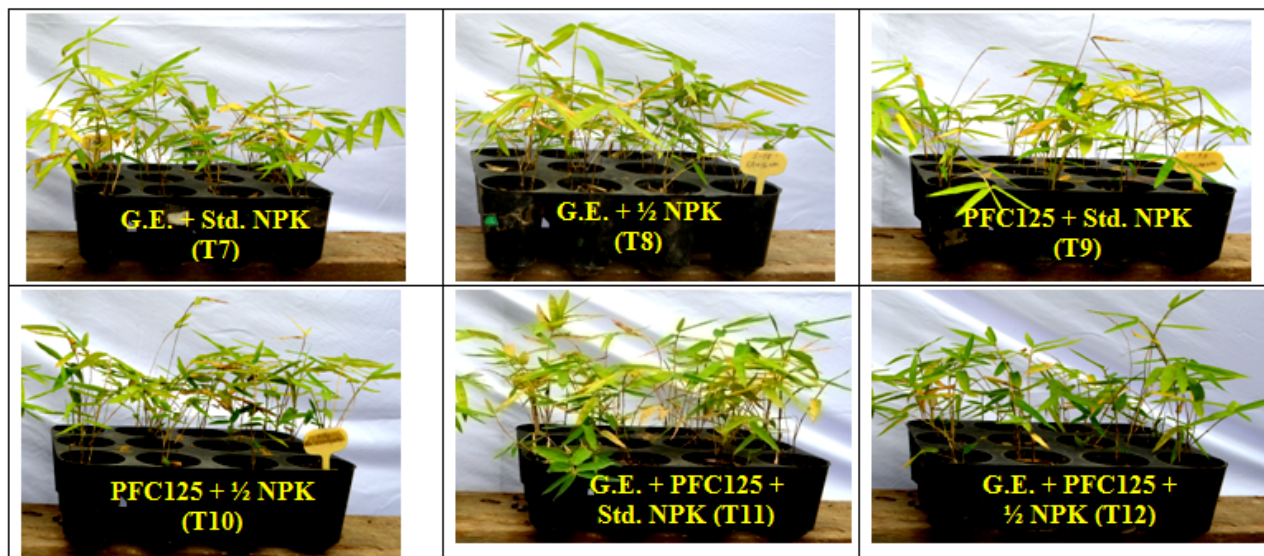 G.E. + Std. NPK
(T7)
G.E. + ½ NPK
(T8)
PFC125 + Std. NPK
(T9)
PFC125 + ½ NPK
(T10)
G.E. + PFC125 +
Std. NPK (T11)
G.E. + PFC125 +
½ NPK (T12)